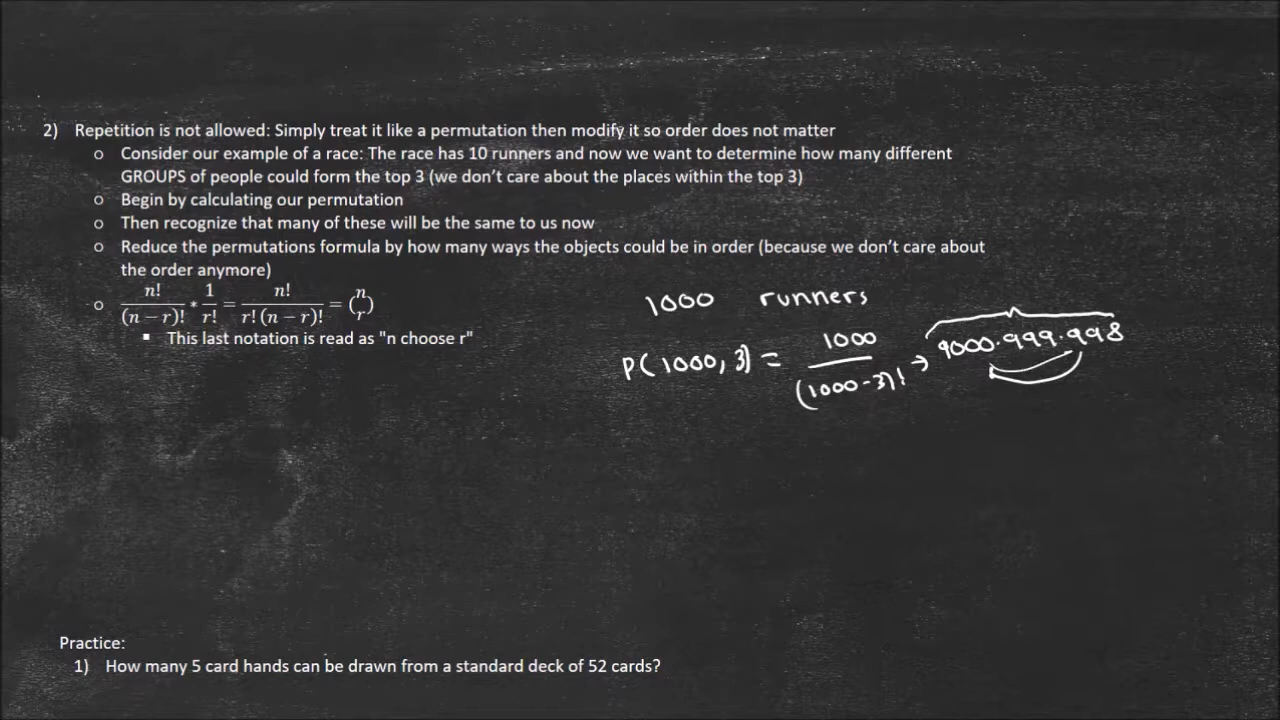 2) Repetition is not allowed: Simply treat it like a permutation then modify it so order does not matter
o Consider our example of a race: The race has 10 runners and now we want to determine how many different
GROUPS of people could form the top 3 (we don't care about the places within the top 3)
o Begin by calculating our permutation
o Then recognize that many of these will be the same to us now
o Reduce the permutations formula by how many ways the objects could be in order (because we don't care about
the order anymore)
o n!/(n − r)! * 1/r! = n!/r! (n − r)! = (n r)
▪ This last notation is read as "n choose r"
1000 runners
P(1000, 3) = 1000/(1000-3)! → 1000·999·998
Practice:
1) How many 5 card hands can be drawn from a standard deck of 52 cards?